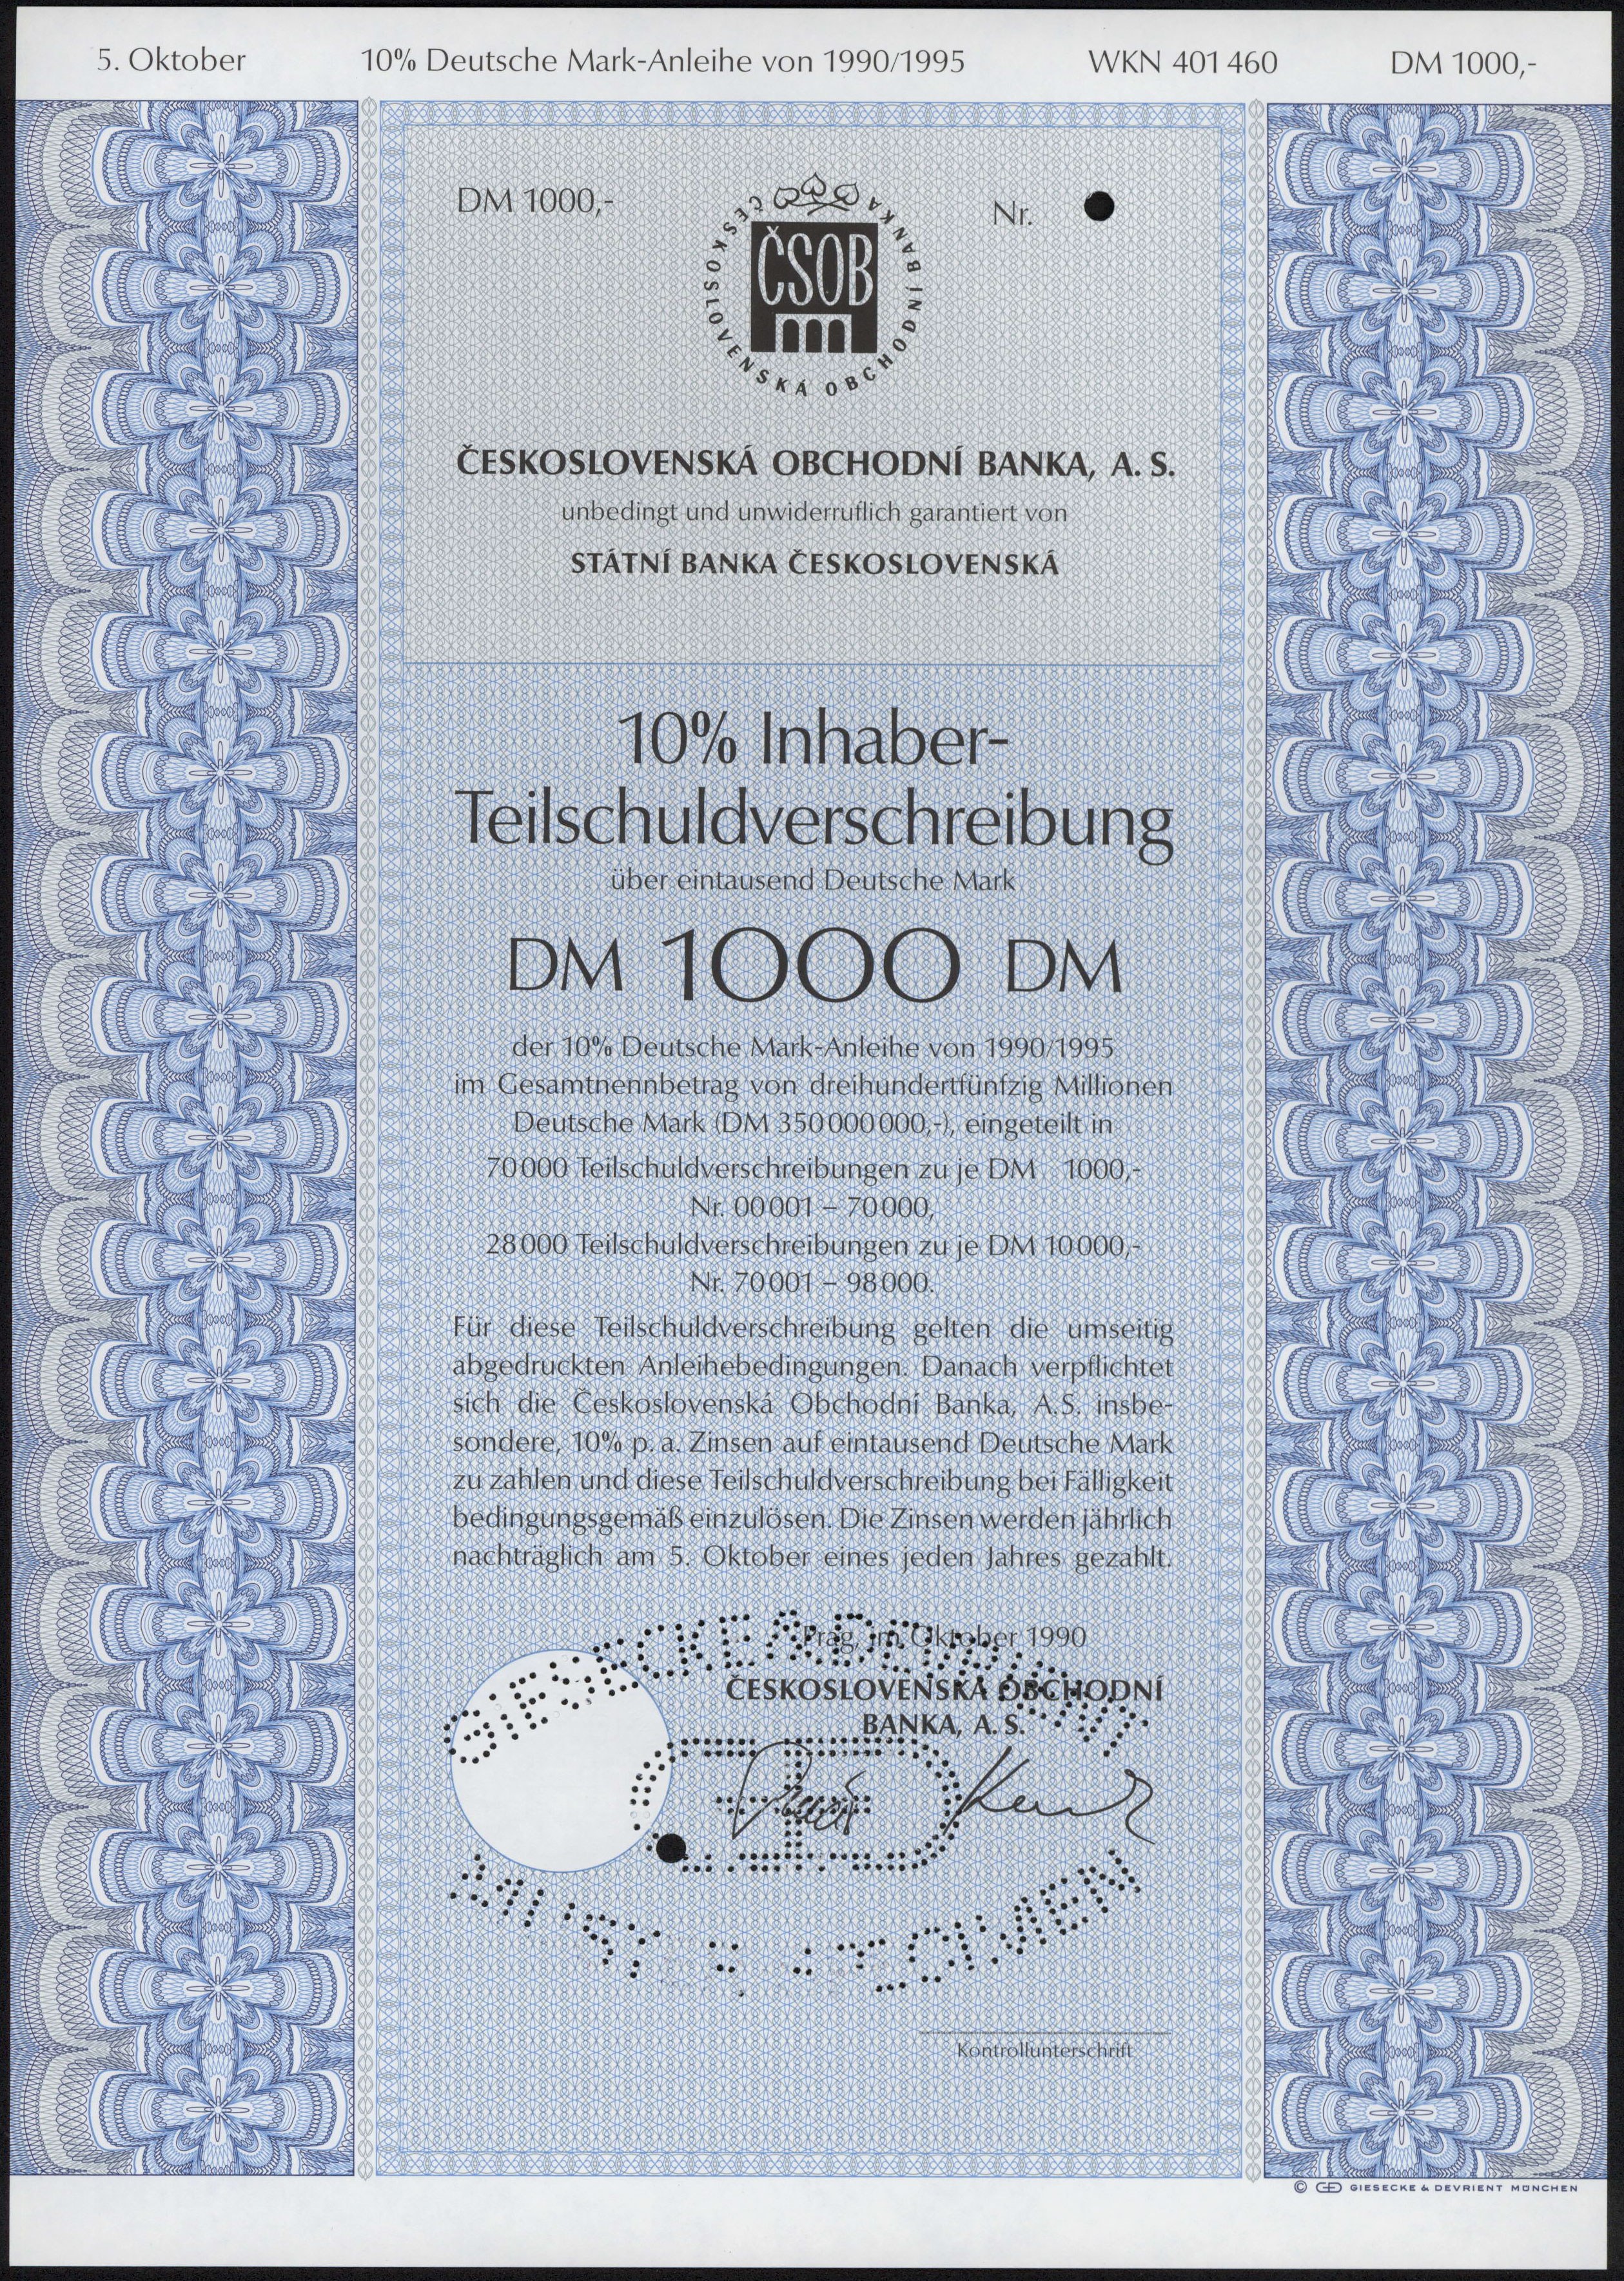 5. Oktober 10% Deutsche Mark-Anleihe von 1990/1995 WKN 401 460 DM 1000,-
DM 1000,- Nr.
ČESKOSLOVENSKÁ OBCHODNÍ BANKA
ČSOB
ČESKOSLOVENSKÁ OBCHODNÍ BANKA, A. S.
unbedingt und unwiderruflich garantiert von
STÁTNÍ BANKA ČESKOSLOVENSKÁ
10% Inhaber-
Teilschuldverschreibung
über eintausend Deutsche Mark
DM 1000 DM
der 10% Deutsche Mark-Anleihe von 1990/1995
im Gesamtnennbetrag von dreihundertfünfzig Millionen
Deutsche Mark (DM 350 000 000,-), eingeteilt in
70 000 Teilschuldverschreibungen zu je DM 1000,-
Nr. 00 001 – 70 000,
28 000 Teilschuldverschreibungen zu je DM 10 000,-
Nr. 70 001 – 98 000.
Für diese Teilschuldverschreibung gelten die umseitig
abgedruckten Anleihebedingungen. Danach verpflichtet
sich die Československá Obchodní Banka, A.S. insbe-
sondere, 10% p. a. Zinsen auf eintausend Deutsche Mark
zu zahlen und diese Teilschuldverschreibung bei Fälligkeit
bedingungsgemäß einzulösen. Die Zinsen werden jährlich
nachträglich am 5. Oktober eines jeden Jahres gezahlt.
Prag, im Oktober 1990
ČESKOSLOVENSKÁ OBCHODNÍ
BANKA, A. S.
GIESECKE & DEVRIENT
Kontrollunterschrift
© GD GIESECKE & DEVRIENT MÜNCHEN